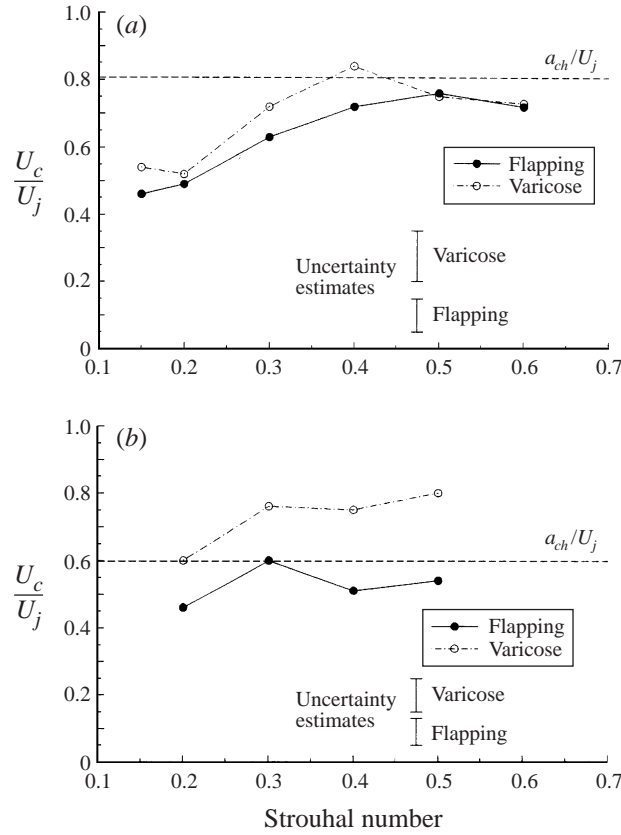 (a)
1.0
0.8
0.6
0.4
0.2
0
U_c
U_j
a_ch/U_j
Flapping
Varicose
Uncertainty
estimates
Varicose
Flapping
0.1 0.2 0.3 0.4 0.5 0.6 0.7
(b)
1.0
0.8
0.6
0.4
0.2
0
U_c
U_j
a_ch/U_j
Flapping
Varicose
Uncertainty
estimates
Varicose
Flapping
0.1 0.2 0.3 0.4 0.5 0.6 0.7
Strouhal number